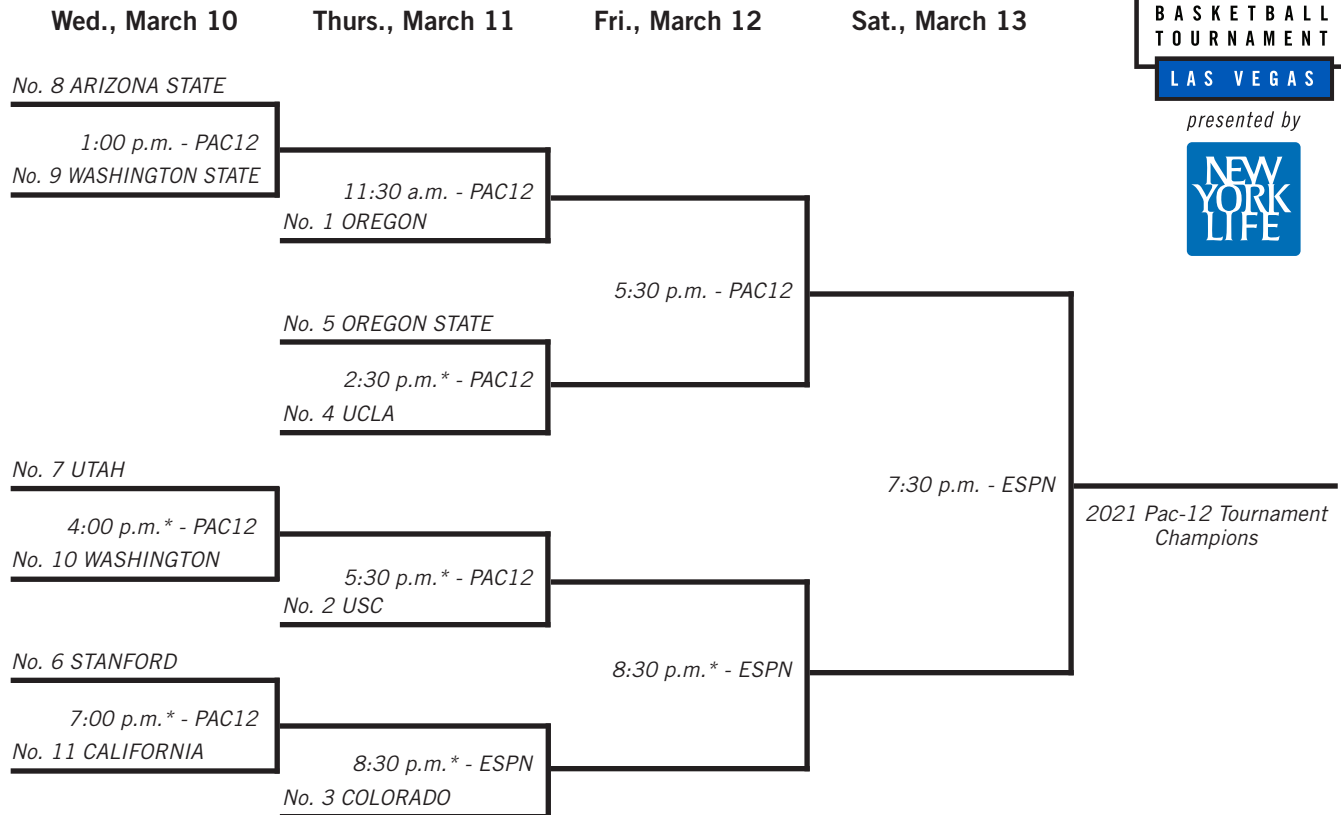 Wed., March 10
Thurs., March 11
Fri., March 12
Sat., March 13
BASKETBALL
TOURNAMENT
LAS VEGAS
presented by
NEW
YORK
LIFE
No. 8 ARIZONA STATE
1:00 p.m. - PAC12
No. 9 WASHINGTON STATE
11:30 a.m. - PAC12
No. 1 OREGON
5:30 p.m. - PAC12
No. 5 OREGON STATE
2:30 p.m.* - PAC12
No. 4 UCLA
No. 7 UTAH
4:00 p.m.* - PAC12
No. 10 WASHINGTON
5:30 p.m.* - PAC12
No. 2 USC
7:30 p.m. - ESPN
2021 Pac-12 Tournament
Champions
No. 6 STANFORD
7:00 p.m.* - PAC12
No. 11 CALIFORNIA
8:30 p.m.* - ESPN
8:30 p.m.* - ESPN
No. 3 COLORADO